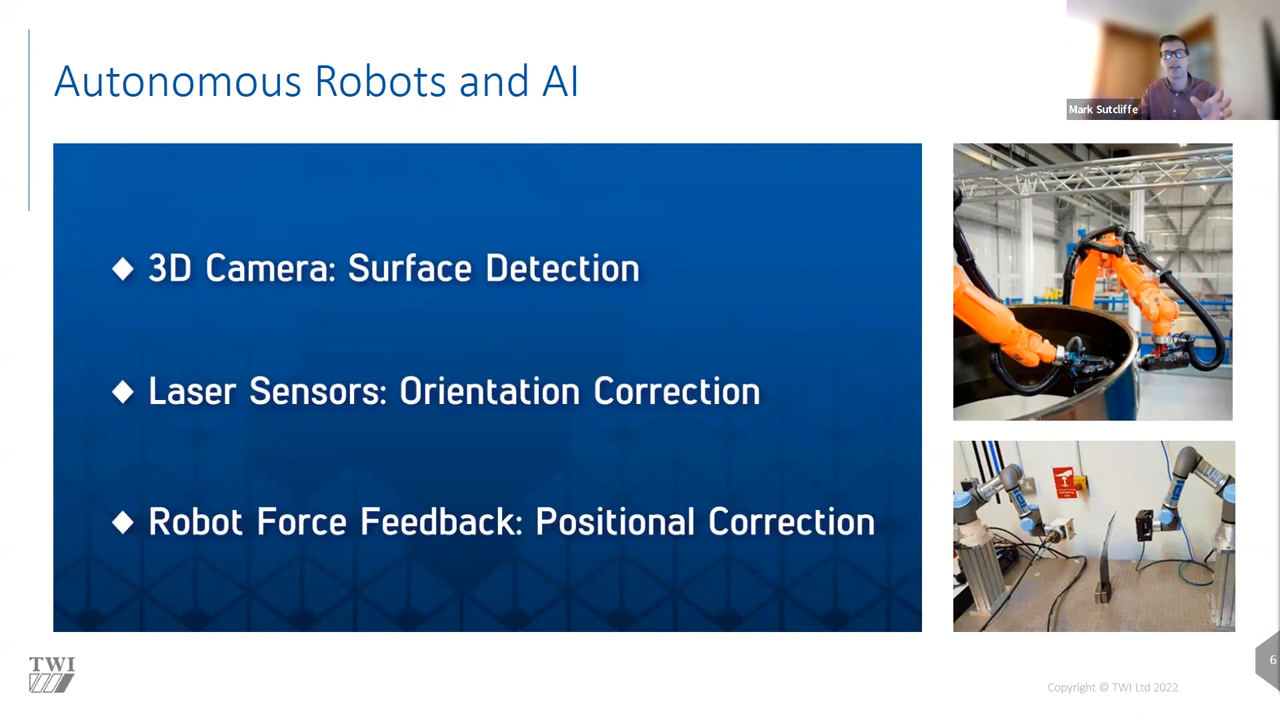 Autonomous Robots and AI
Mark Sutcliffe
3D Camera: Surface Detection
Laser Sensors: Orientation Correction
Robot Force Feedback: Positional Correction
TWI
6
Copyright © TWI Ltd 2022